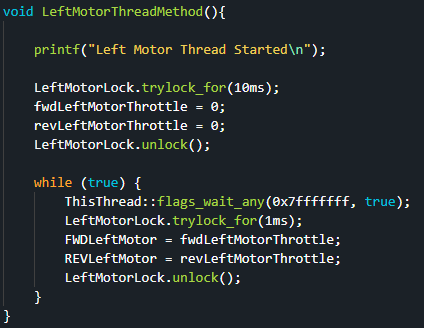 void LeftMotorThreadMethod(){
printf("Left Motor Thread Started\n");
LeftMotorLock.trylock_for(10ms);
fwdLeftMotorThrottle = 0;
revLeftMotorThrottle = 0;
LeftMotorLock.unlock();
while (true) {
ThisThread::flags_wait_any(0x7fffffff, true);
LeftMotorLock.trylock_for(1ms);
FWDLeftMotor = fwdLeftMotorThrottle;
REVLeftMotor = revLeftMotorThrottle;
LeftMotorLock.unlock();
}
}